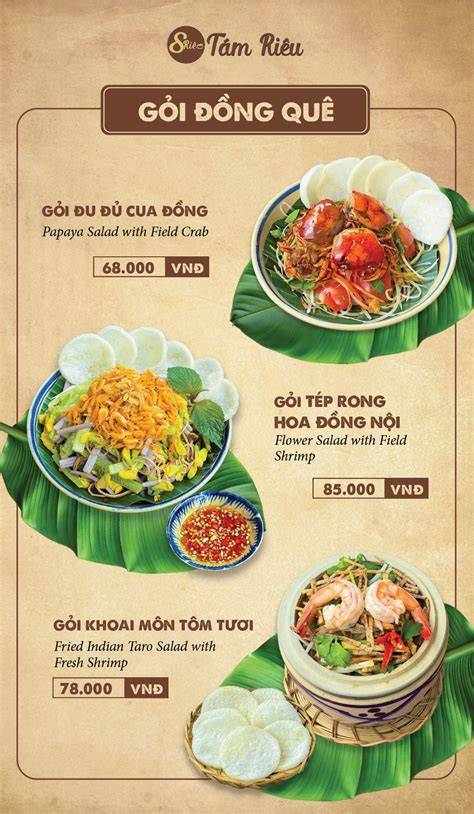 8 Riêu Tám Riêu
GỎI ĐỒNG QUÊ
GỎI ĐU ĐỦ CUA ĐỒNG
Papaya Salad with Field Crab
68.000 VNĐ
GỎI TÉP RONG
HOA ĐỒNG NỘI
Flower Salad with Field
Shrimp
85.000 VNĐ
GỎI KHOAI MÔN TÔM TƯƠI
Fried Indian Taro Salad with
Fresh Shrimp
78.000 VNĐ